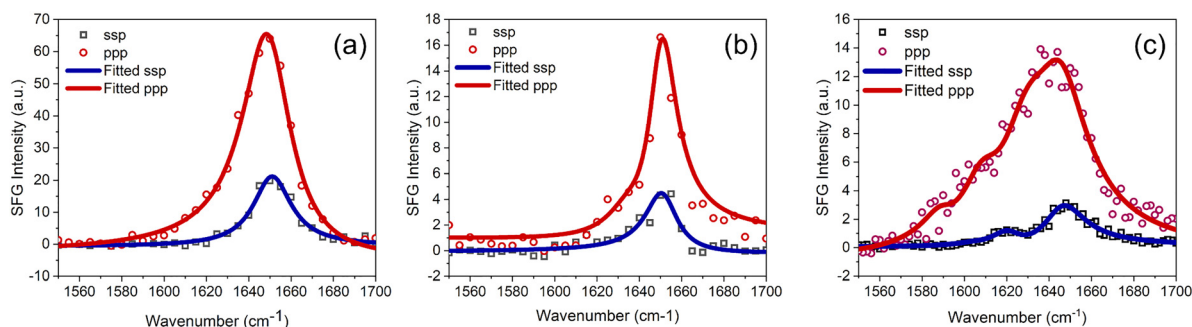 70
60
50
40
30
20
10
0
-10
SFG Intensity (a.u.)
ssp
ppp
Fitted ssp
Fitted ppp
(a)
1560 1580 1600 1620 1640 1660 1680 1700
Wavenumber (cm⁻¹)
18
16
14
12
10
8
6
4
2
0
-2
SFG Intensity (a.u.)
ssp
ppp
Fitted ssp
Fitted ppp
(b)
1560 1580 1600 1620 1640 1660 1680 1700
Wavenumber (cm-1)
16
14
12
10
8
6
4
2
0
-2
SFG Intensity (a.u.)
ssp
ppp
Fitted ssp
Fitted ppp
(c)
1560 1580 1600 1620 1640 1660 1680 1700
Wavenumber (cm⁻¹)